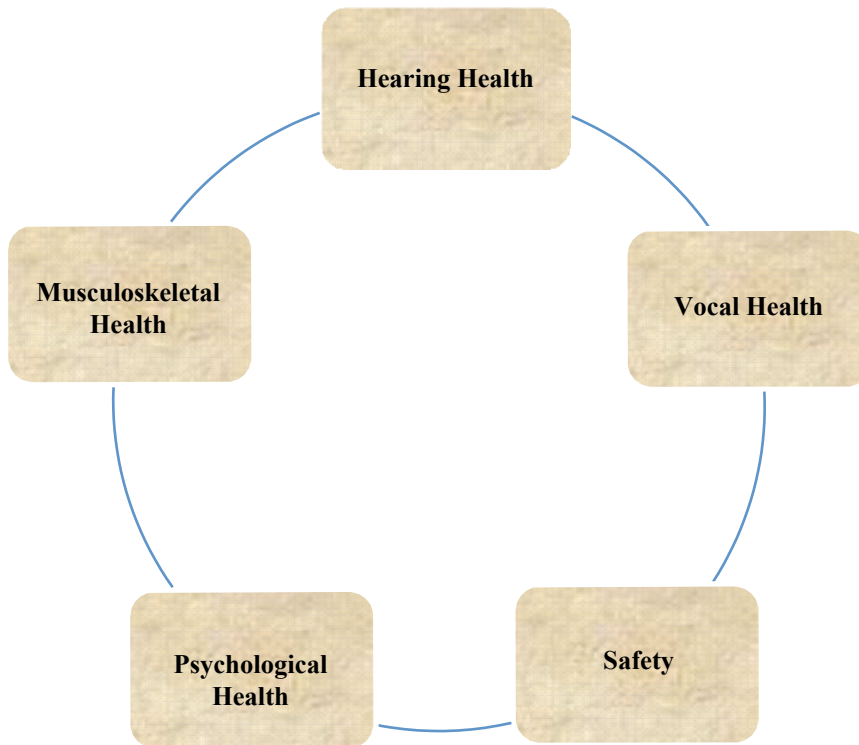 Hearing Health
Vocal Health
Safety
Psychological
Health
Musculoskeletal
Health